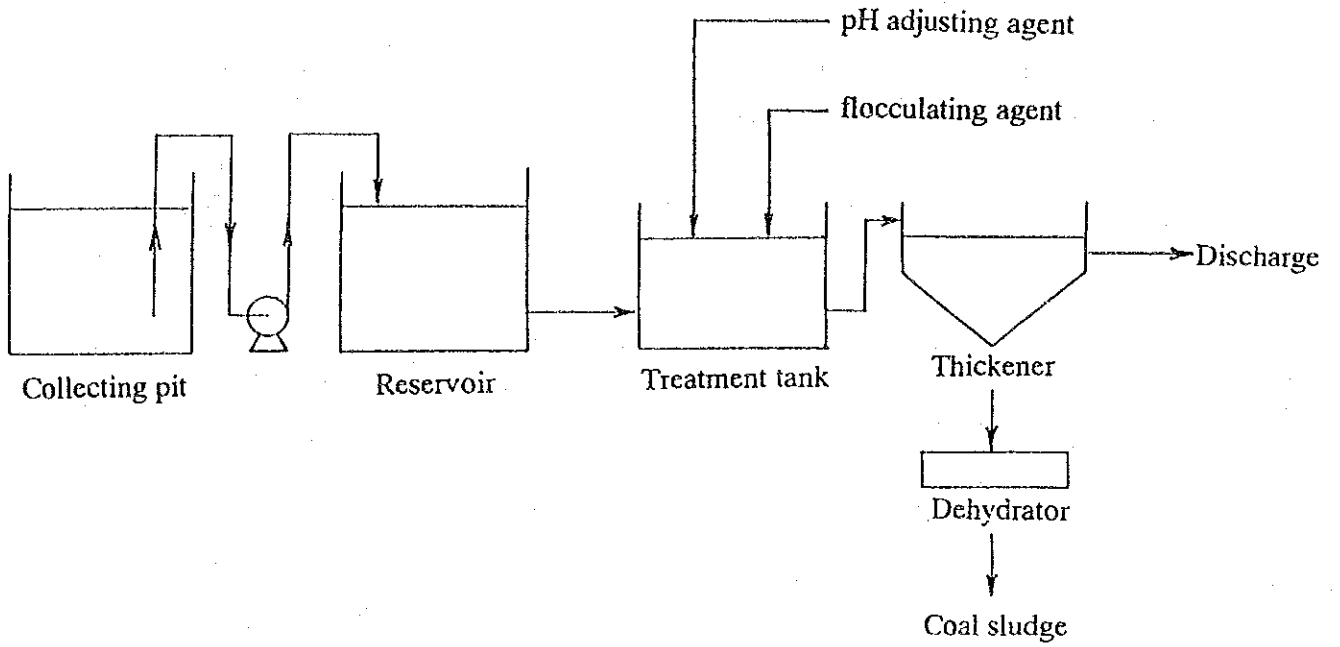 pH adjusting agent
flocculating agent
Discharge
Collecting pit
Reservoir
Treatment tank
Thickener
Dehydrator
Coal sludge